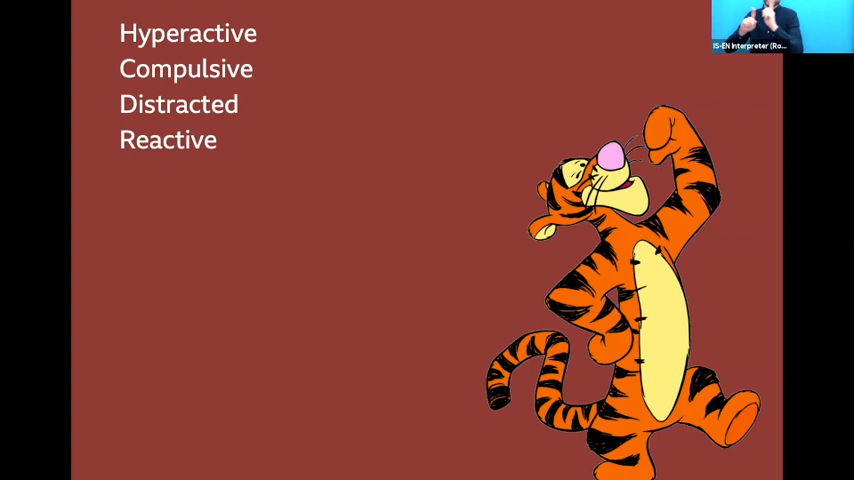 Hyperactive
Compulsive
Distracted
Reactive
IS-EN Interpreter (Ro...